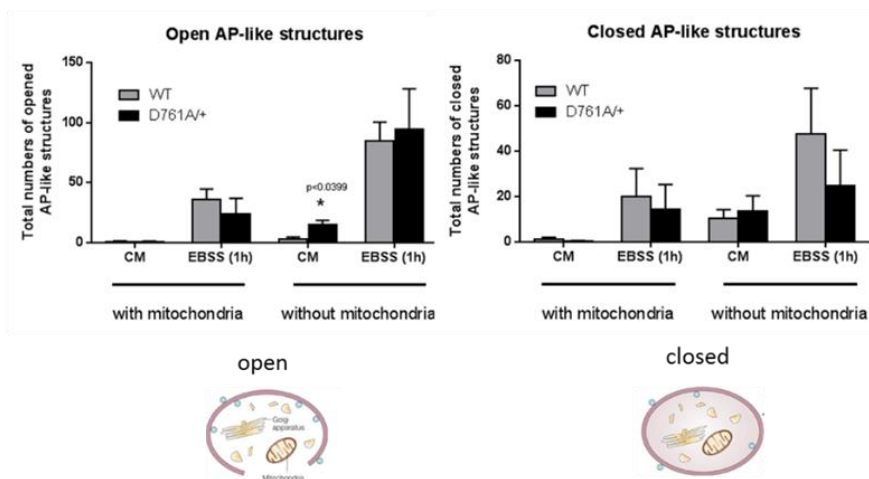 Open AP-like structures
Total numbers of opened
AP-like structures
150
100
50
0
WT
D761A/+
p<0.0399
*
CM
EBSS (1h)
CM
EBSS (1h)
with mitochondria
without mitochondria
Closed AP-like structures
Total numbers of closed
AP-like structures
80
60
40
20
0
WT
D761A/+
CM
EBSS (1h)
CM
EBSS (1h)
with mitochondria
without mitochondria
open
closed
Golgi
apparatus
Mitochondria